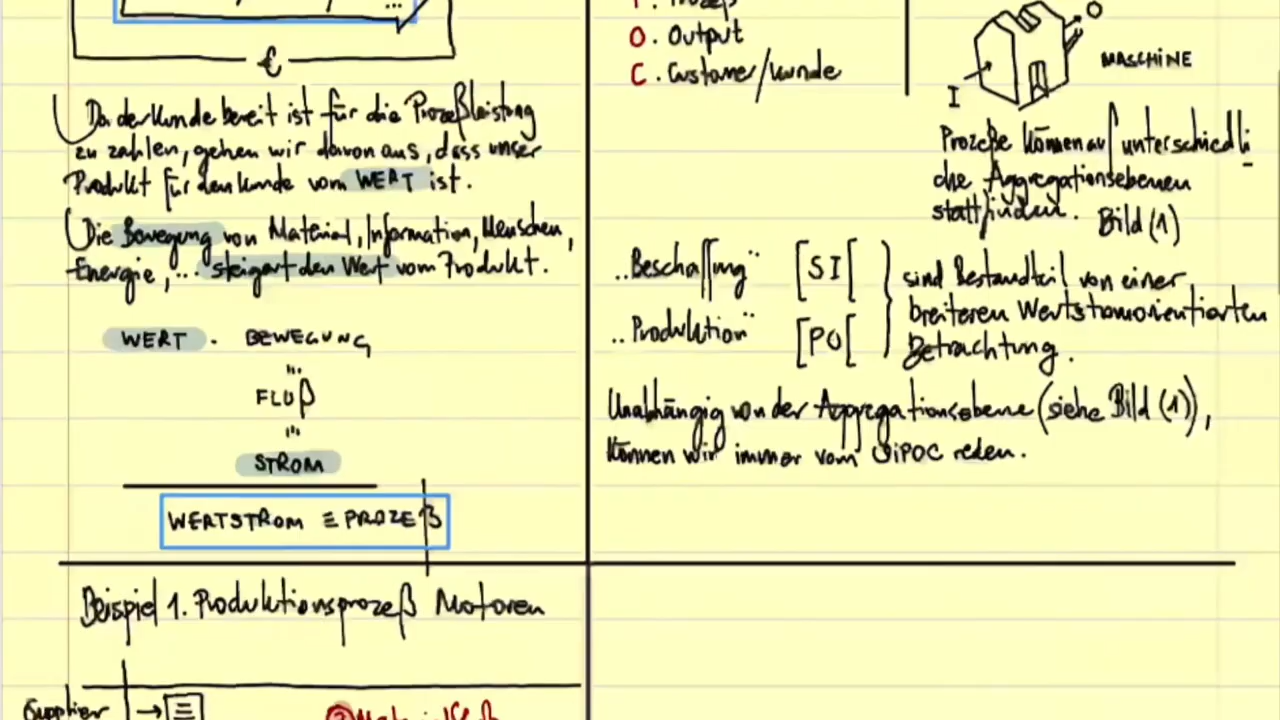 ...
€
Da der Kunde bereit ist für die Prozeßleistung
zu zahlen, gehen wir davon aus, dass unser
Produkt für den Kunde vom WERT ist.
Die Bewegung von Material, Information, Menschen,
Energie, ... steigert den Wert vom Produkt.
WERT . BEWEGUNG
"'
FLUß
"'
STROM
WERTSTROM ≡ PROZEß
Beispiel 1. Produktionsprozeß Motoren
Supplier
O . Output
C . Customer/Kunde
O
MASCHINE
I
Prozeße können auf unterschiedli
che Aggregationsebenen
stattfinden. Bild (1)
..Beschaffung¨ [SI[
..Produktion¨ [PO[
sind Bestandteil von einer
breiteren Wertstomorientierten
Betrachtung.
Unabhängig von der Aggregationsebene (siehe Bild (1)),
können wir immer vom SiPOC reden.